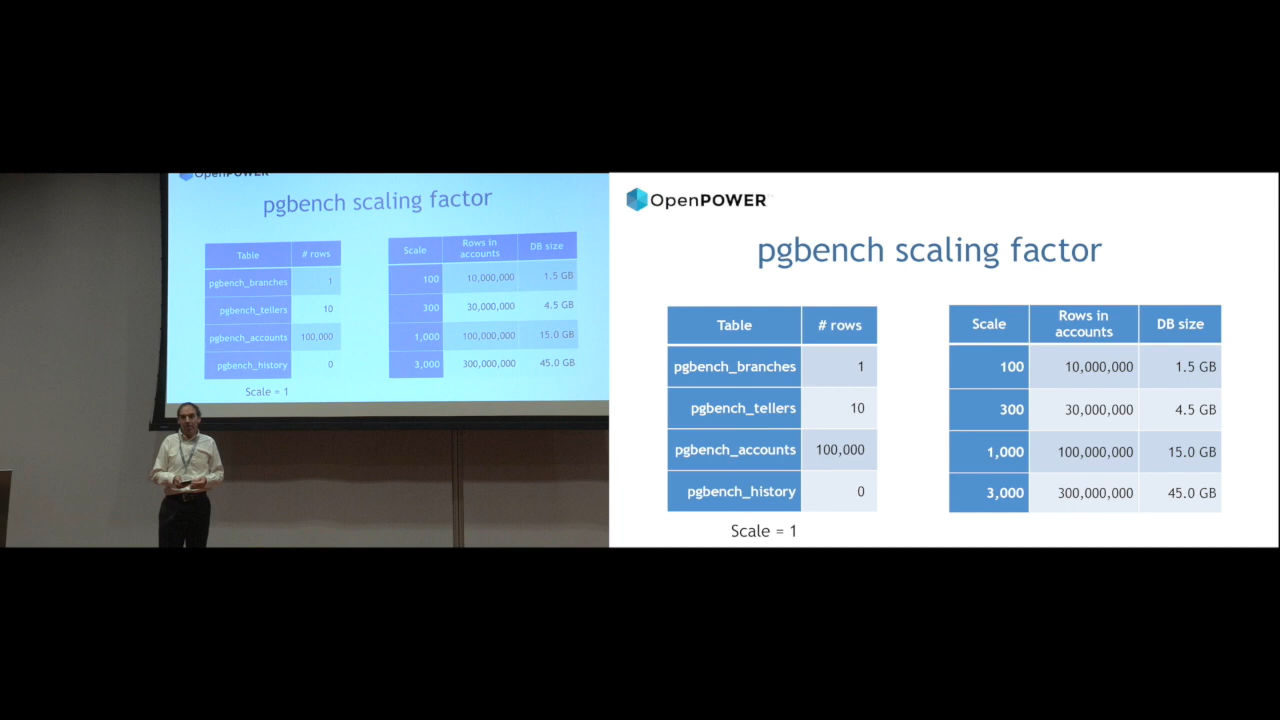 OpenPOWER
pgbench scaling factor
Table # rows
pgbench_branches 1
pgbench_tellers 10
pgbench_accounts 100,000
pgbench_history 0
Scale = 1
Scale Rows in accounts DB size
100 10,000,000 1.5 GB
300 30,000,000 4.5 GB
1,000 100,000,000 15.0 GB
3,000 300,000,000 45.0 GB
OpenPOWER™
pgbench scaling factor
Table # rows
pgbench_branches 1
pgbench_tellers 10
pgbench_accounts 100,000
pgbench_history 0
Scale = 1
Scale Rows in accounts DB size
100 10,000,000 1.5 GB
300 30,000,000 4.5 GB
1,000 100,000,000 15.0 GB
3,000 300,000,000 45.0 GB